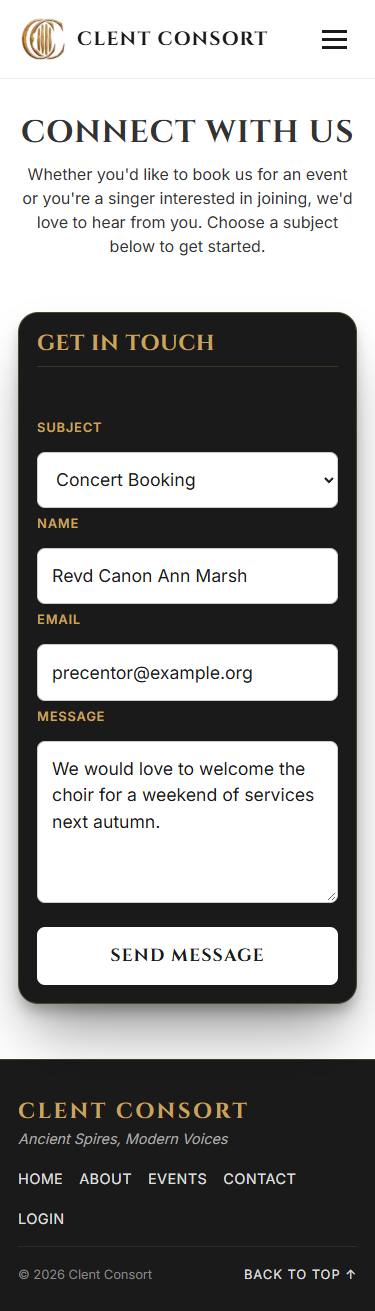 CLENT CONSORT
CONNECT WITH US
Whether you'd like to book us for an event
or you're a singer interested in joining, we'd
love to hear from you. Choose a subject
below to get started.
GET IN TOUCH
SUBJECT
Concert Booking
NAME
Revd Canon Ann Marsh
EMAIL
precentor@example.org
MESSAGE
We would love to welcome the
choir for a weekend of services
next autumn.
SEND MESSAGE
CLENT CONSORT
Ancient Spires, Modern Voices
HOME ABOUT EVENTS CONTACT
LOGIN
© 2026 Clent Consort BACK TO TOP ↑